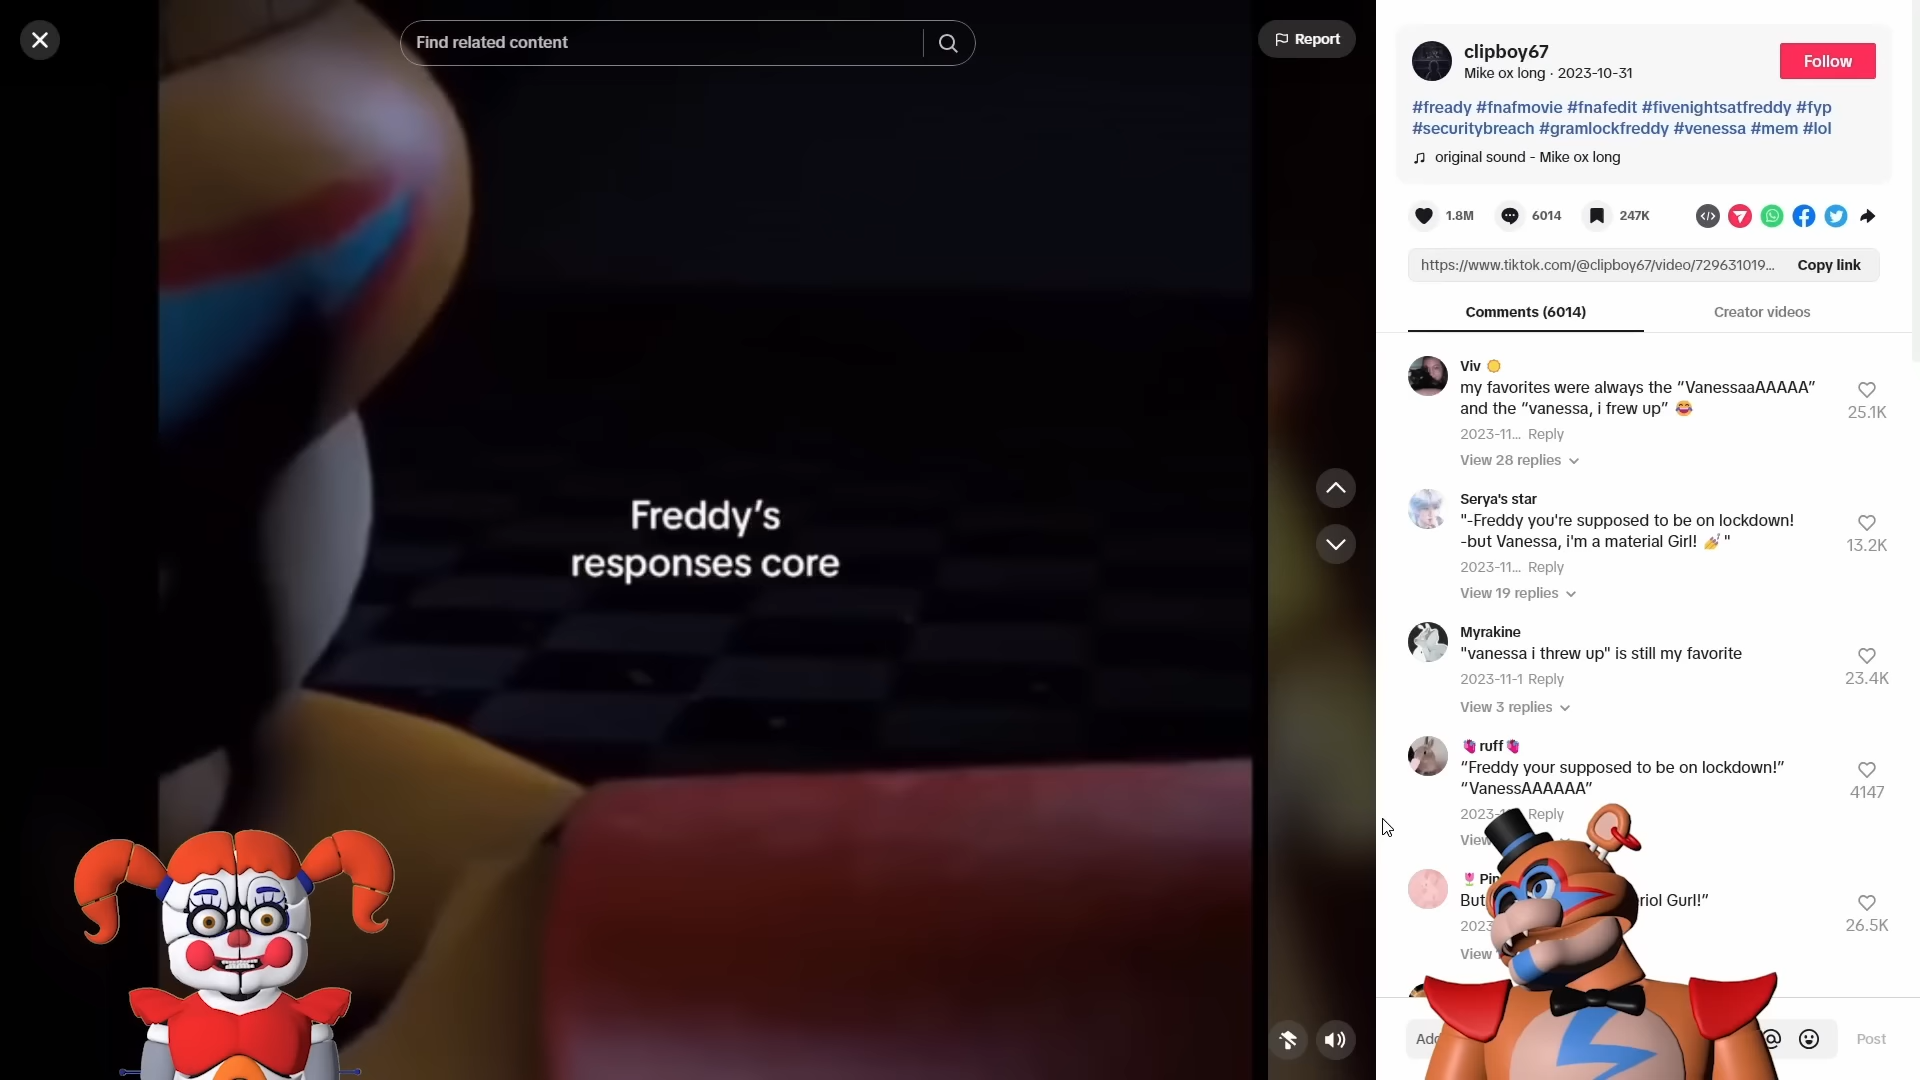 Find related content
Report
Freddy’s
responses core
clipboy67
Mike ox long · 2023-10-31
Follow
#fready #fnafmovie #fnafedit #fivenightsatfreddy #fyp
#securitybreach #gramlockfreddy #venessa #mem #lol
original sound - Mike ox long
1.8M
6014
247K
https://www.tiktok.com/@clipboy67/video/729631019...
Copy link
Comments (6014)
Creator videos
Viv
my favorites were always the “VanessaaAAAAA”
and the “vanessa, i frew up” 😂
25.1K
2023-11... Reply
View 28 replies
Serya's star
"-Freddy you're supposed to be on lockdown!
-but Vanessa, i'm a material Girl! 💅 "
13.2K
2023-11... Reply
View 19 replies
Myrakine
"vanessa i threw up" is still my favorite
23.4K
2023-11-1 Reply
View 3 replies
ruff
“Freddy your supposed to be on lockdown!”
“VanessAAAAAA”
4147
Reply
View
But
Gurl!”
26.5K
View
Post